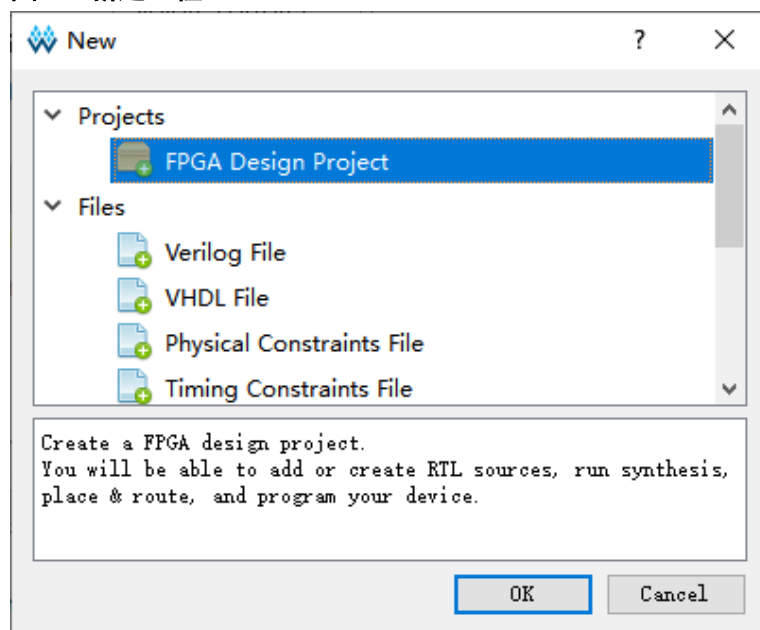 New
?
Projects
FPGA Design Project
Files
Verilog File
VHDL File
Physical Constraints File
Timing Constraints File
Create a FPGA design project.
You will be able to add or create RTL sources, run synthesis,
place & route, and program your device.
OK
Cancel